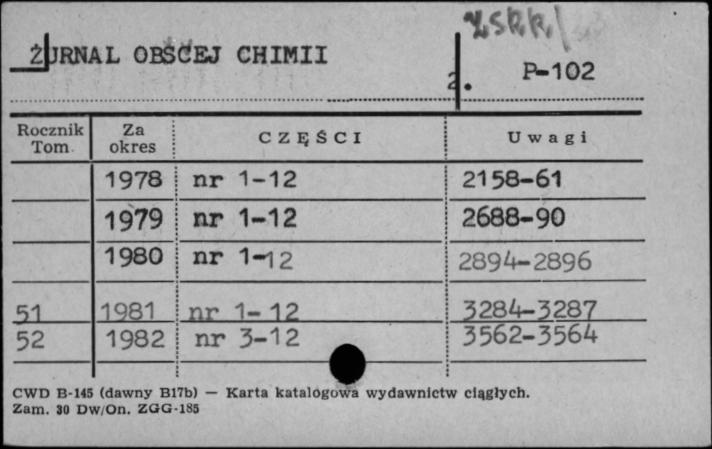 Z.S.K.K./
ŻURNAL OBŠČEJ CHIMII
2. P-102
Rocznik Tom Za okres CZĘŚCI Uwagi
1978 nr 1-12 2158-61
1979 nr 1-12 2688-90
1980 nr 1-12 2894-2896
51 1981 nr 1-12 3284-3287
52 1982 nr 3-12 3562-3564
CWD B-145 (dawny B17b) — Karta katalogowa wydawnictw ciągłych.
Zam. 30 Dw/On. ZGG-185